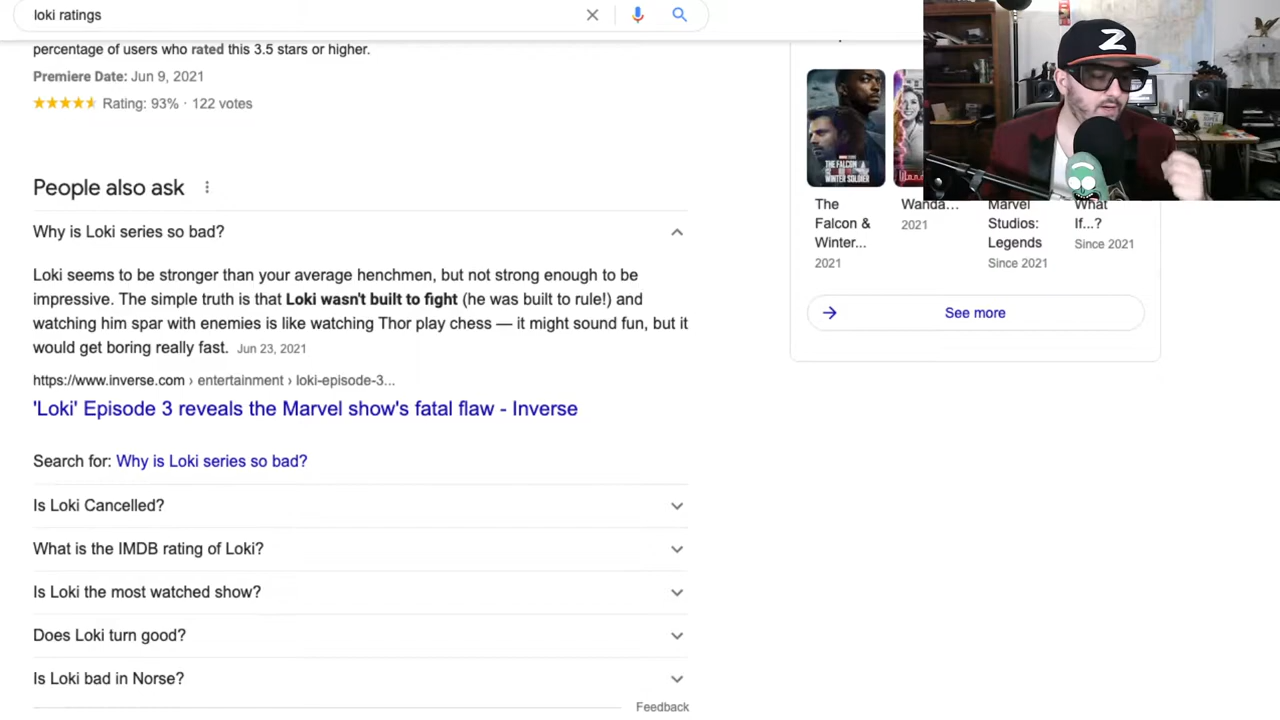 loki ratings
percentage of users who rated this 3.5 stars or higher.
Premiere Date: Jun 9, 2021
Rating: 93% · 122 votes
People also ask
Why is Loki series so bad?
Loki seems to be stronger than your average henchmen, but not strong enough to be
impressive. The simple truth is that Loki wasn't built to fight (he was built to rule!) and
watching him spar with enemies is like watching Thor play chess — it might sound fun, but it
would get boring really fast. Jun 23, 2021
https://www.inverse.com › entertainment › loki-episode-3...
'Loki' Episode 3 reveals the Marvel show's fatal flaw - Inverse
Search for: Why is Loki series so bad?
Is Loki Cancelled?
What is the IMDB rating of Loki?
Is Loki the most watched show?
Does Loki turn good?
Is Loki bad in Norse?
Feedback
THE FALCON
WINTER SOLDIER
The
Falcon &
Winter...
2021
Wanda...
2021
Marvel
Studios:
Legends
Since 2021
What
If...?
Since 2021
See more
Z